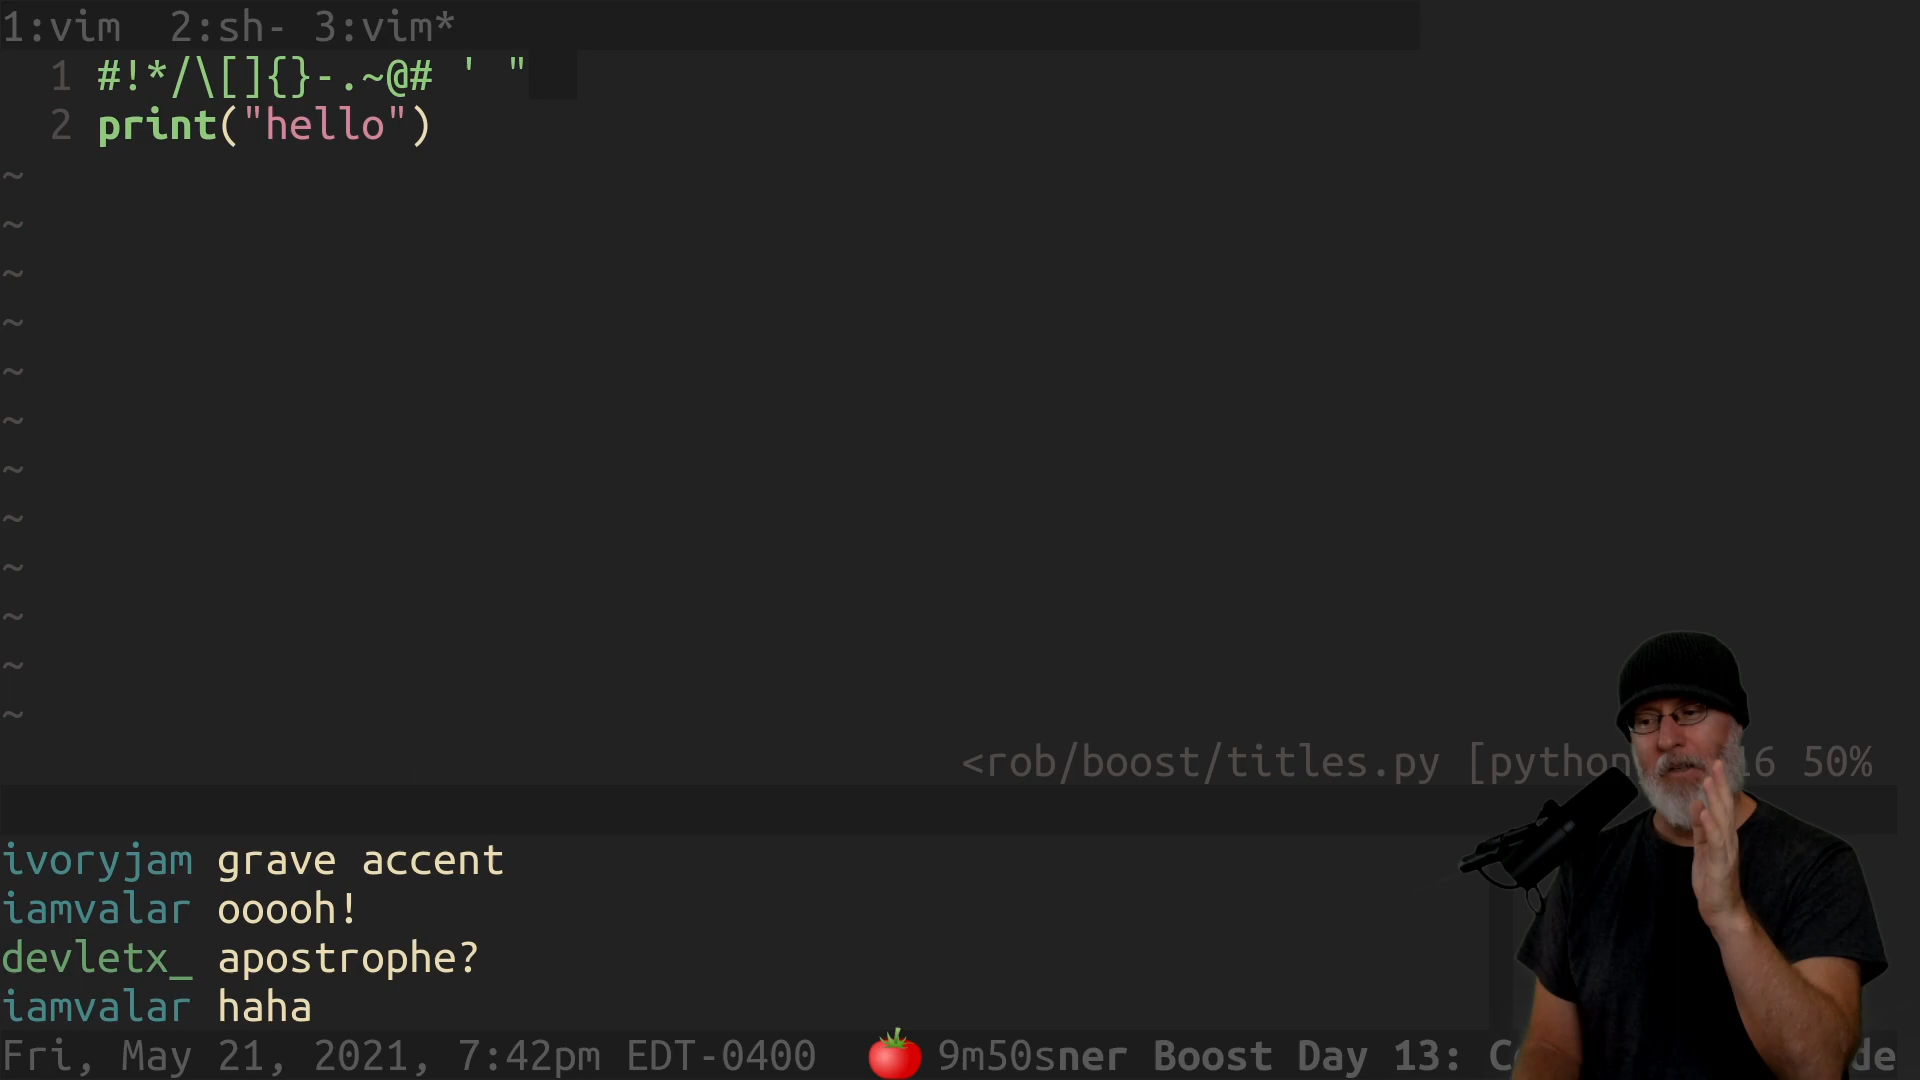 1:vim  2:sh- 3:vim*
1 #!*/\[]{}-.~@# ' "
2 print("hello")
~
~
~
~
~
~
~
~
~
~
~
~
<rob/boost/titles.py [python 16 50%
ivoryjam grave accent
iamvalar ooooh!
devletx_ apostrophe?
iamvalar haha
Fri, May 21, 2021, 7:42pm EDT-0400 🍅 9m50sner Boost Day 13: